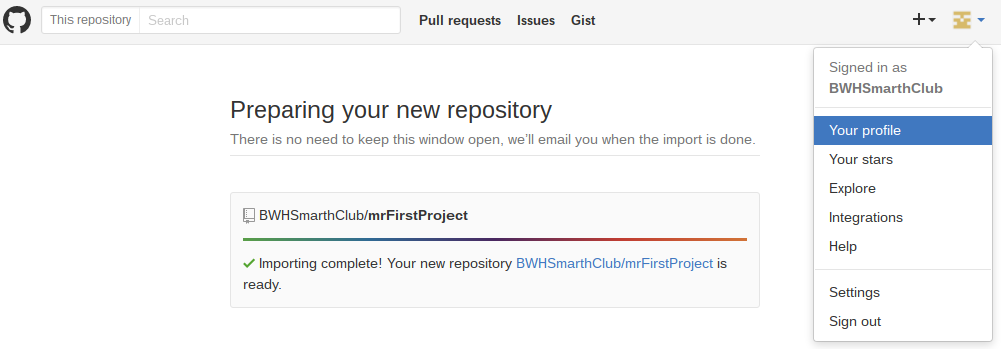 This repository Search Pull requests Issues Gist
Signed in as
BWHSmarthClub
Your profile
Your stars
Explore
Integrations
Help
Settings
Sign out
Preparing your new repository
There is no need to keep this window open, we’ll email you when the import is done.
BWHSmarthClub/mrFirstProject
Importing complete! Your new repository BWHSmarthClub/mrFirstProject is
ready.